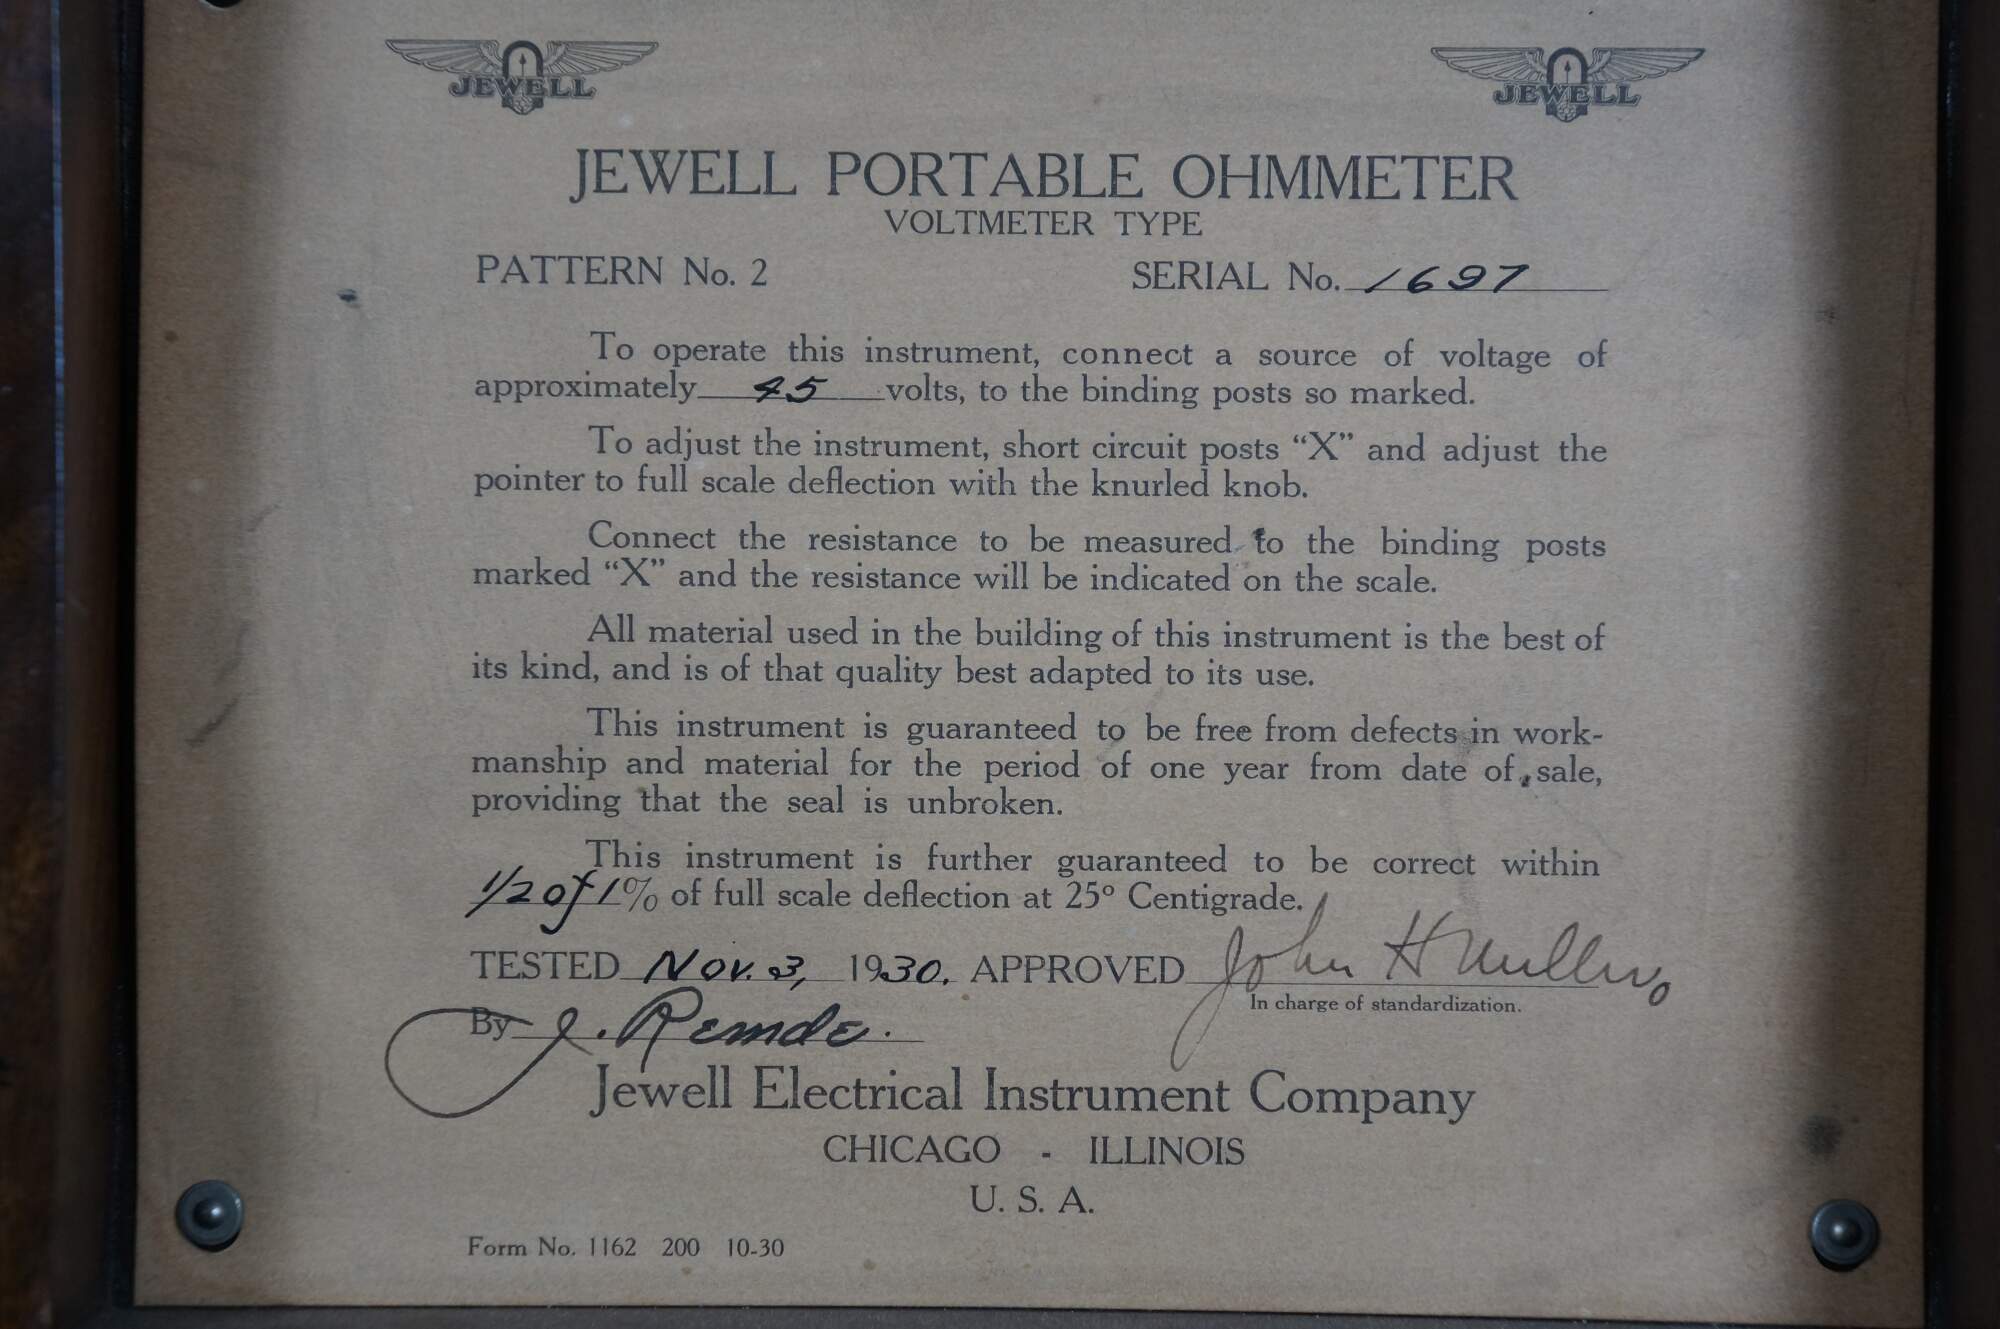 JEWELL JEWELL
JEWELL PORTABLE OHMMETER
VOLTMETER TYPE
PATTERN No. 2 SERIAL No. 1697
To operate this instrument, connect a source of voltage of
approximately 45 volts, to the binding posts so marked.
To adjust the instrument, short circuit posts “X” and adjust the
pointer to full scale deflection with the knurled knob.
Connect the resistance to be measured to the binding posts
marked “X” and the resistance will be indicated on the scale.
All material used in the building of this instrument is the best of
its kind, and is of that quality best adapted to its use.
This instrument is guaranteed to be free from defects in work-
manship and material for the period of one year from date of sale,
providing that the seal is unbroken.
This instrument is further guaranteed to be correct within
1/2 of 1% of full scale deflection at 25° Centigrade.
TESTED Nov. 3, 1930. APPROVED John H
In charge of standardization.
By J. Remde.
Jewell Electrical Instrument Company
CHICAGO - ILLINOIS
U. S. A.
Form No. 1162 200 10-30